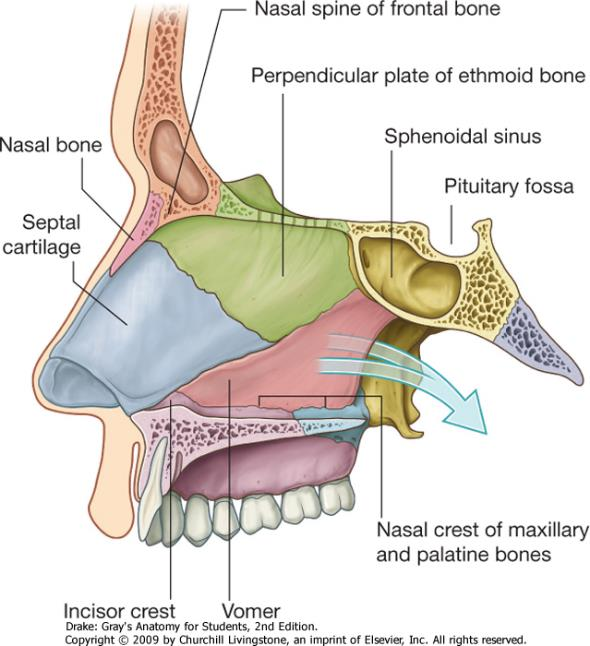 Nasal spine of frontal bone
Perpendicular plate of ethmoid bone
Sphenoidal sinus
Nasal bone
Pituitary fossa
Septal
cartilage
Nasal crest of maxillary
and palatine bones
Incisor crest
Vomer
Drake: Gray's Anatomy for Students, 2nd Edition.
Copyright © 2009 by Churchill Livingstone, an imprint of Elsevier, Inc. All rights reserved.